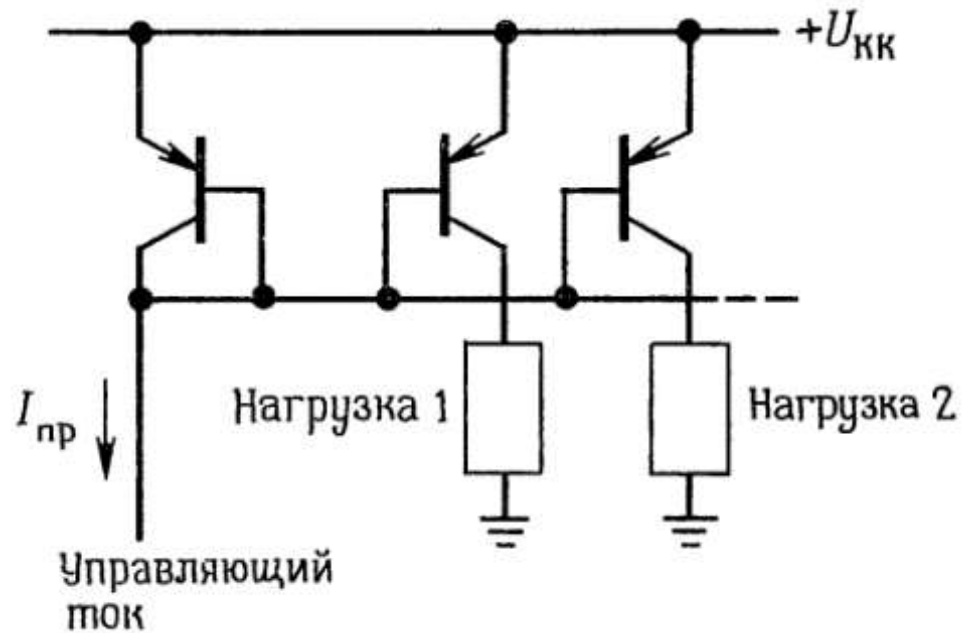 +Uкк
Iпр
Нагрузка 1
Нагрузка 2
Управляющий
ток